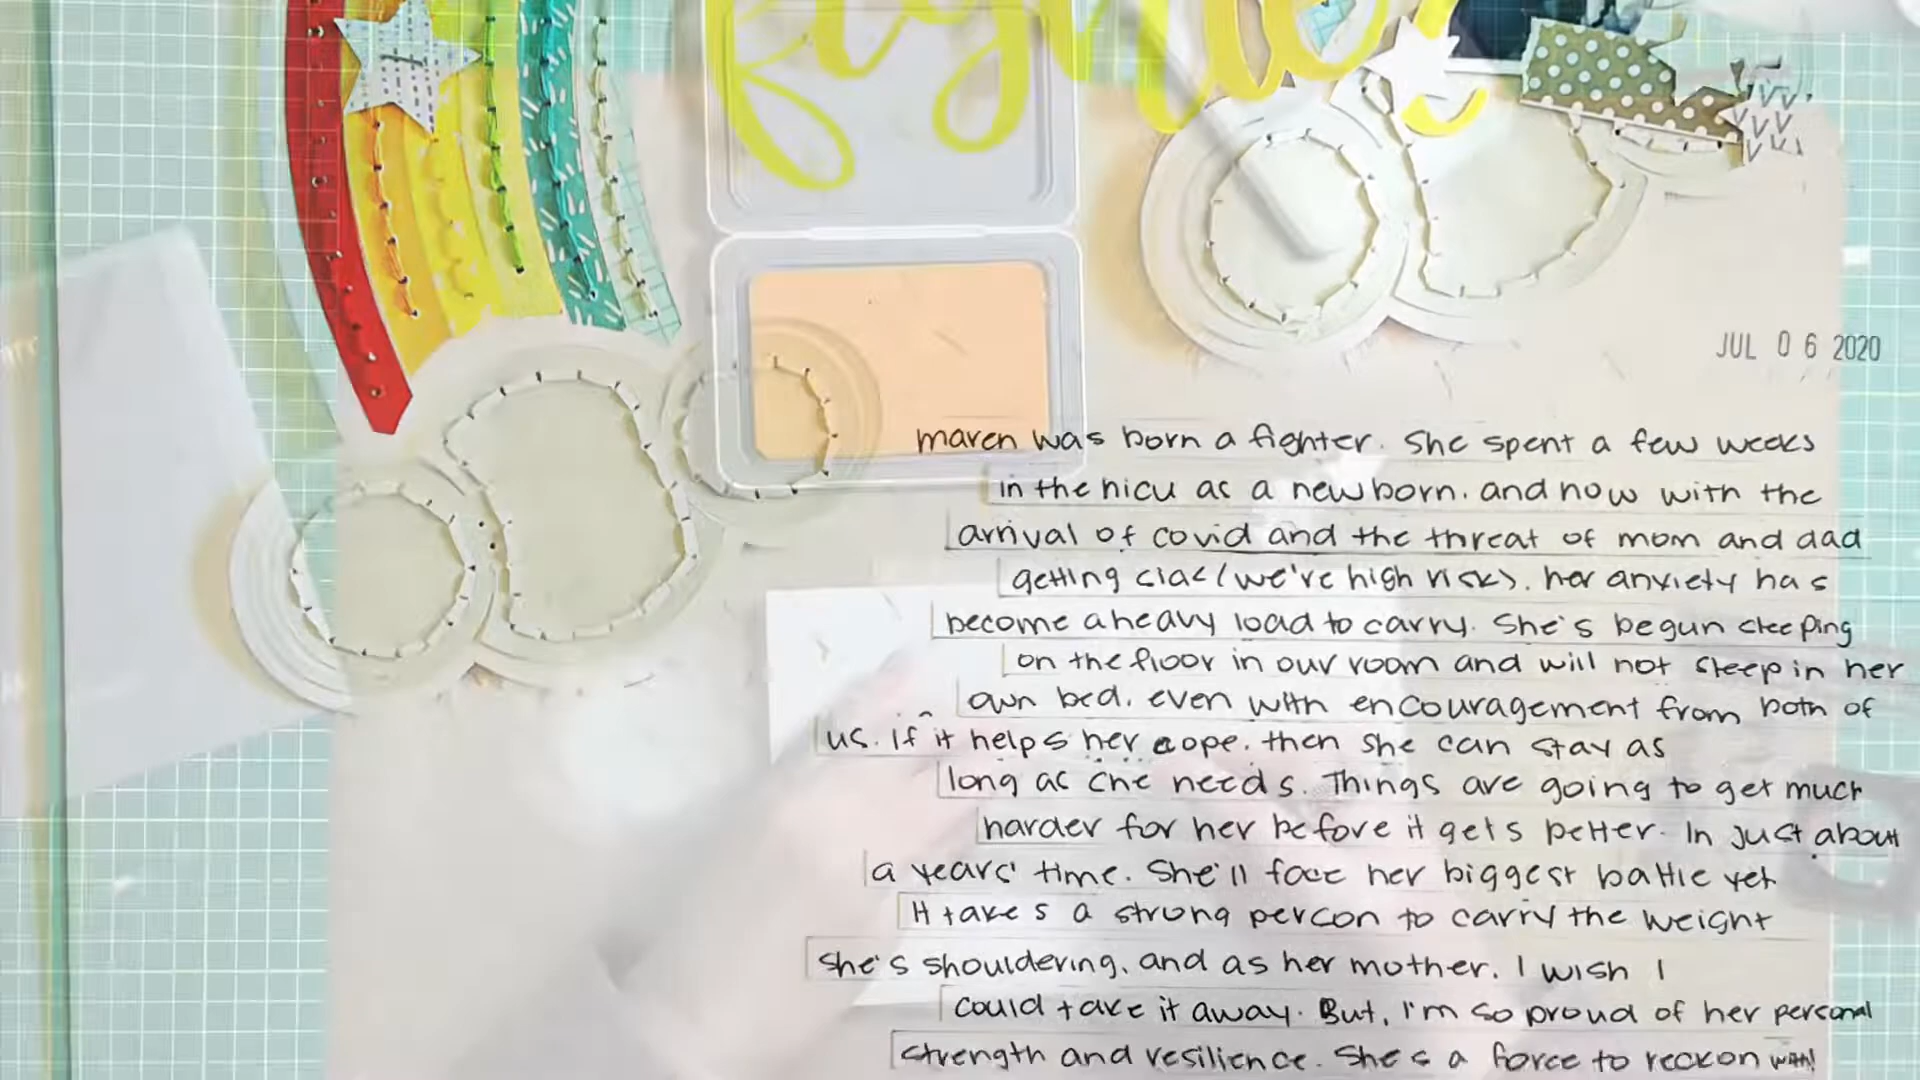 fighter
JUL 06 2020
maren was born a fighter. She spent a few weeks
in the nicu as a newborn. and now with the
arrival of covid and the threat of mom and dad
getting sick (we're high risk), her anxiety has
become a heavy load to carry. She's begun sleeping
on the floor in our room and will not sleep in her
own bed, even with encouragement from both of
us. If it helps her cope, then she can stay as
long as she needs. Things are going to get much
harder for her before it gets better. In just about
a years' time. She'll face her biggest battle yet.
It takes a strong person to carry the weight
she's shouldering, and as her mother, I wish I
could take it away. But, I'm so proud of her personal
strength and resilience. She's a force to reckon with!